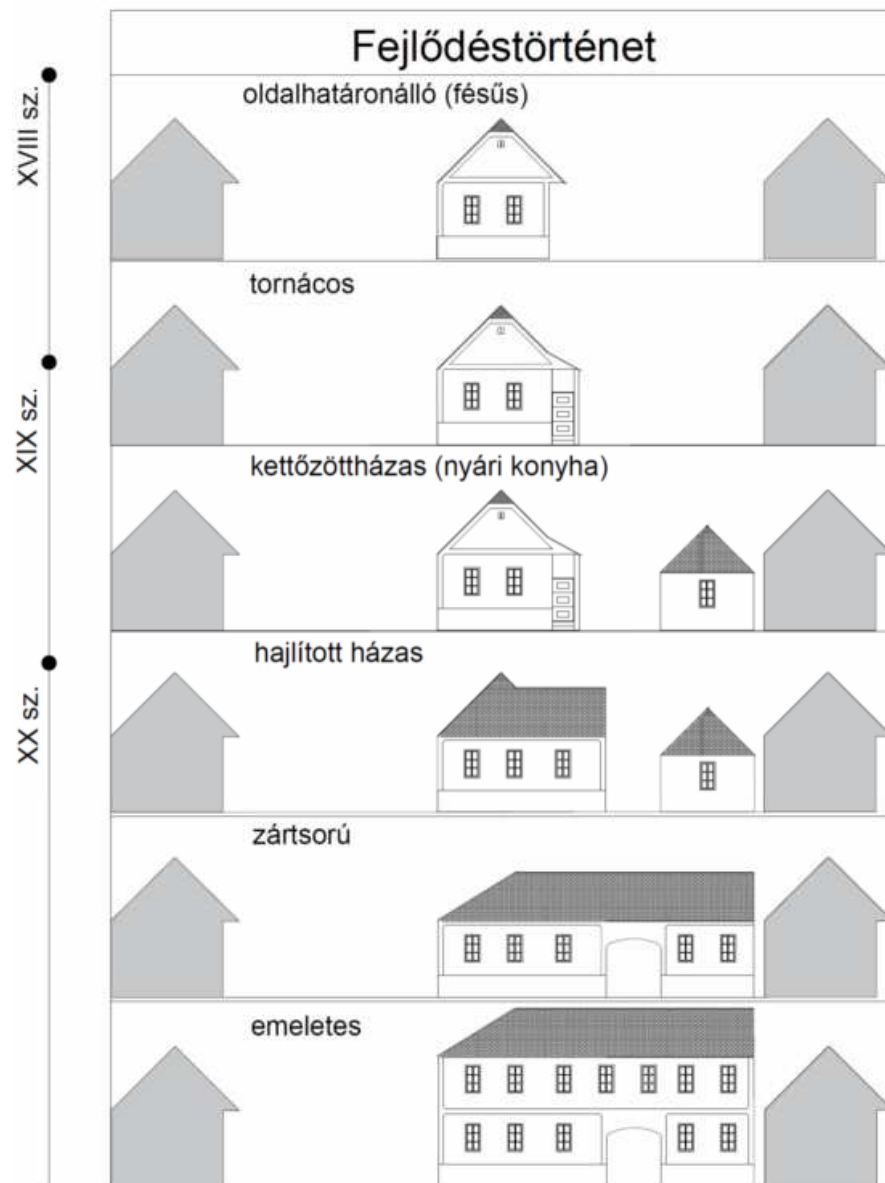 Fejlődéstörténet
oldalhatáronálló (fésűs)
XVIII sz.
tornácos
XIX sz.
kettőzöttházas (nyári konyha)
hajlított házas
XX sz.
zártsorú
emeletes